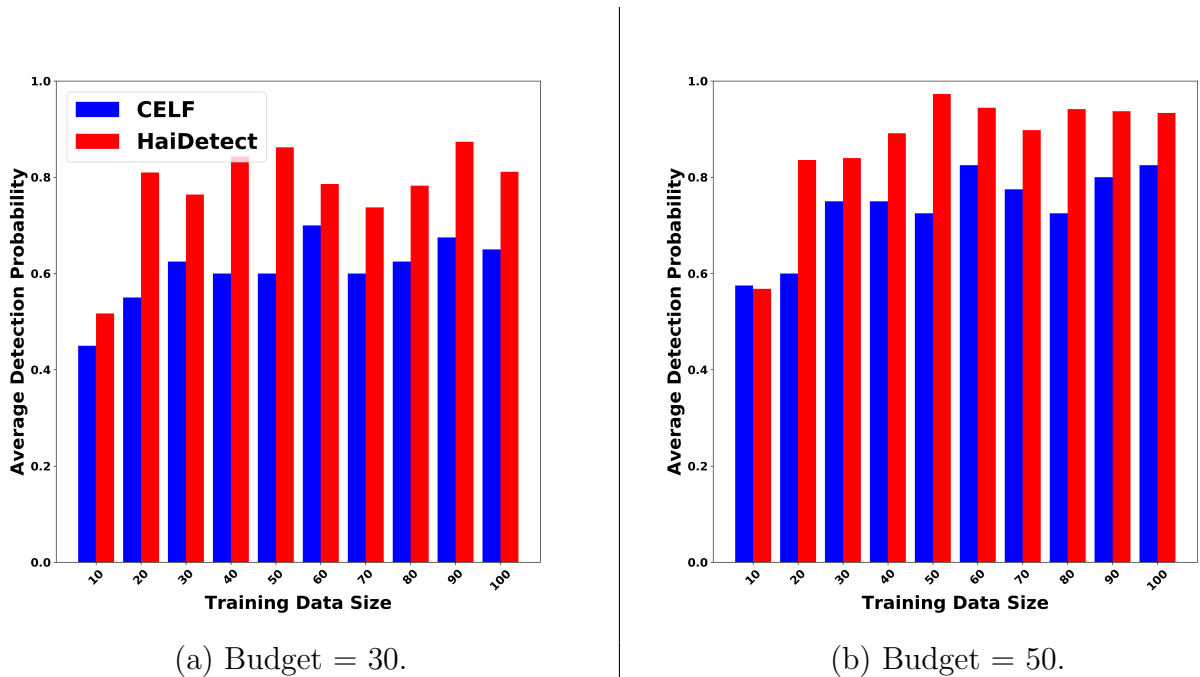 1.0
0.8
0.6
0.4
0.2
0.0
Average Detection Probability
CELF
HaiDetect
10 20 30 40 50 60 70 80 90 100
Training Data Size
(a) Budget = 30.
1.0
0.8
0.6
0.4
0.2
0.0
Average Detection Probability
10 20 30 40 50 60 70 80 90 100
Training Data Size
(b) Budget = 50.